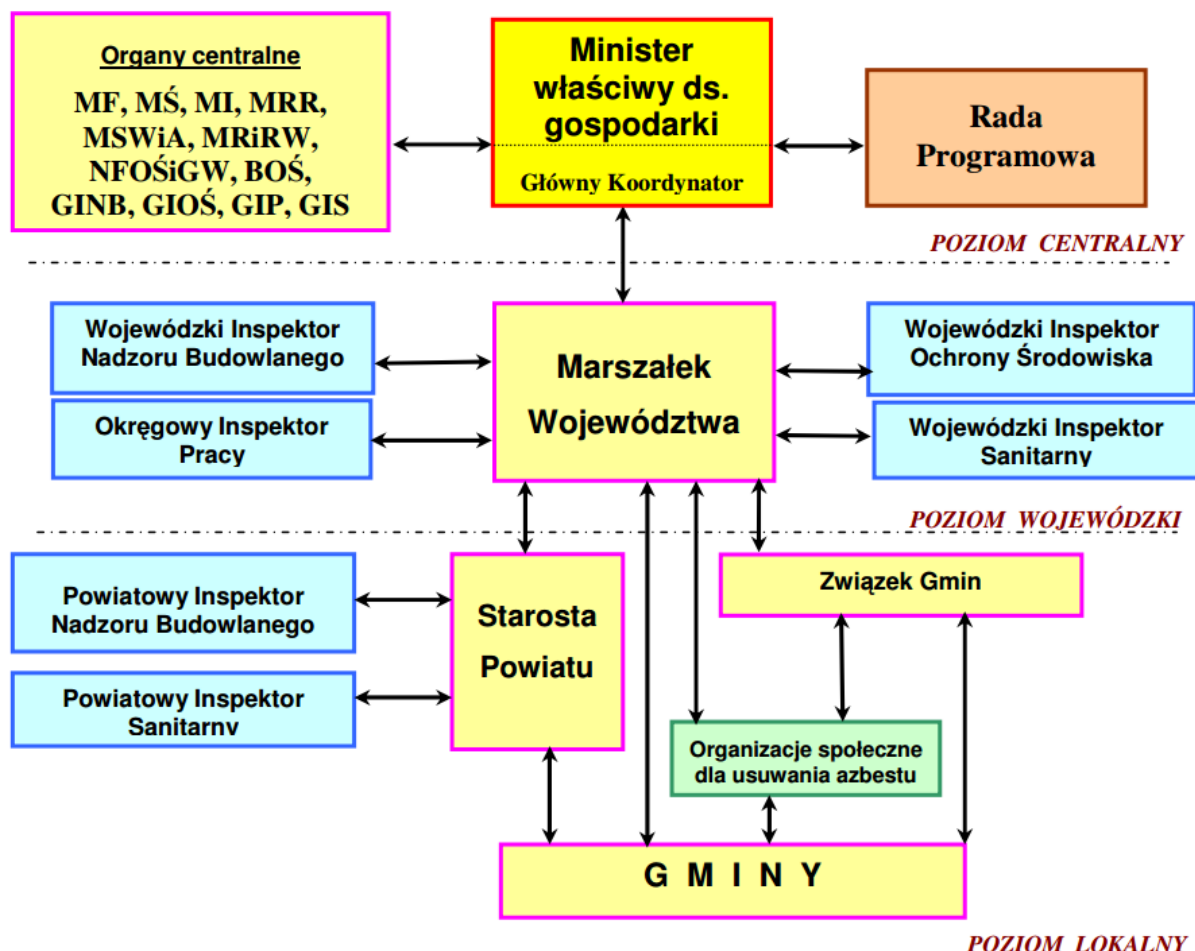 Organy centralne
MF, MŚ, MI, MRR,
MSWiA, MRiRW,
NFOŚiGW, BOŚ,
GINB, GIOŚ, GIP, GIS
Minister
właściwy ds.
gospodarki
Główny Koordynator
Rada
Programowa
POZIOM CENTRALNY
Wojewódzki Inspektor
Nadzoru Budowlanego
Okręgowy Inspektor
Pracy
Marszałek
Województwa
Wojewódzki Inspektor
Ochrony Środowiska
Wojewódzki Inspektor
Sanitarny
POZIOM WOJEWÓDZKI
Powiatowy Inspektor
Nadzoru Budowlanego
Powiatowy Inspektor
Sanitarny
Starosta
Powiatu
Związek Gmin
Organizacje społeczne
dla usuwania azbestu
G M I N Y
POZIOM LOKALNY